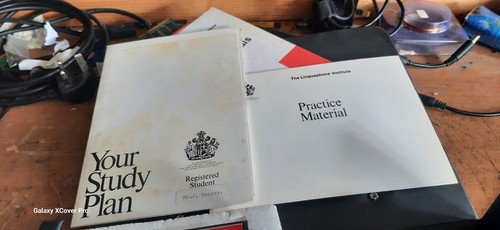 The Linguaphone Institute
Practice
Material
Your
Study
Plan
Registered
Student
Galaxy XCover Pro